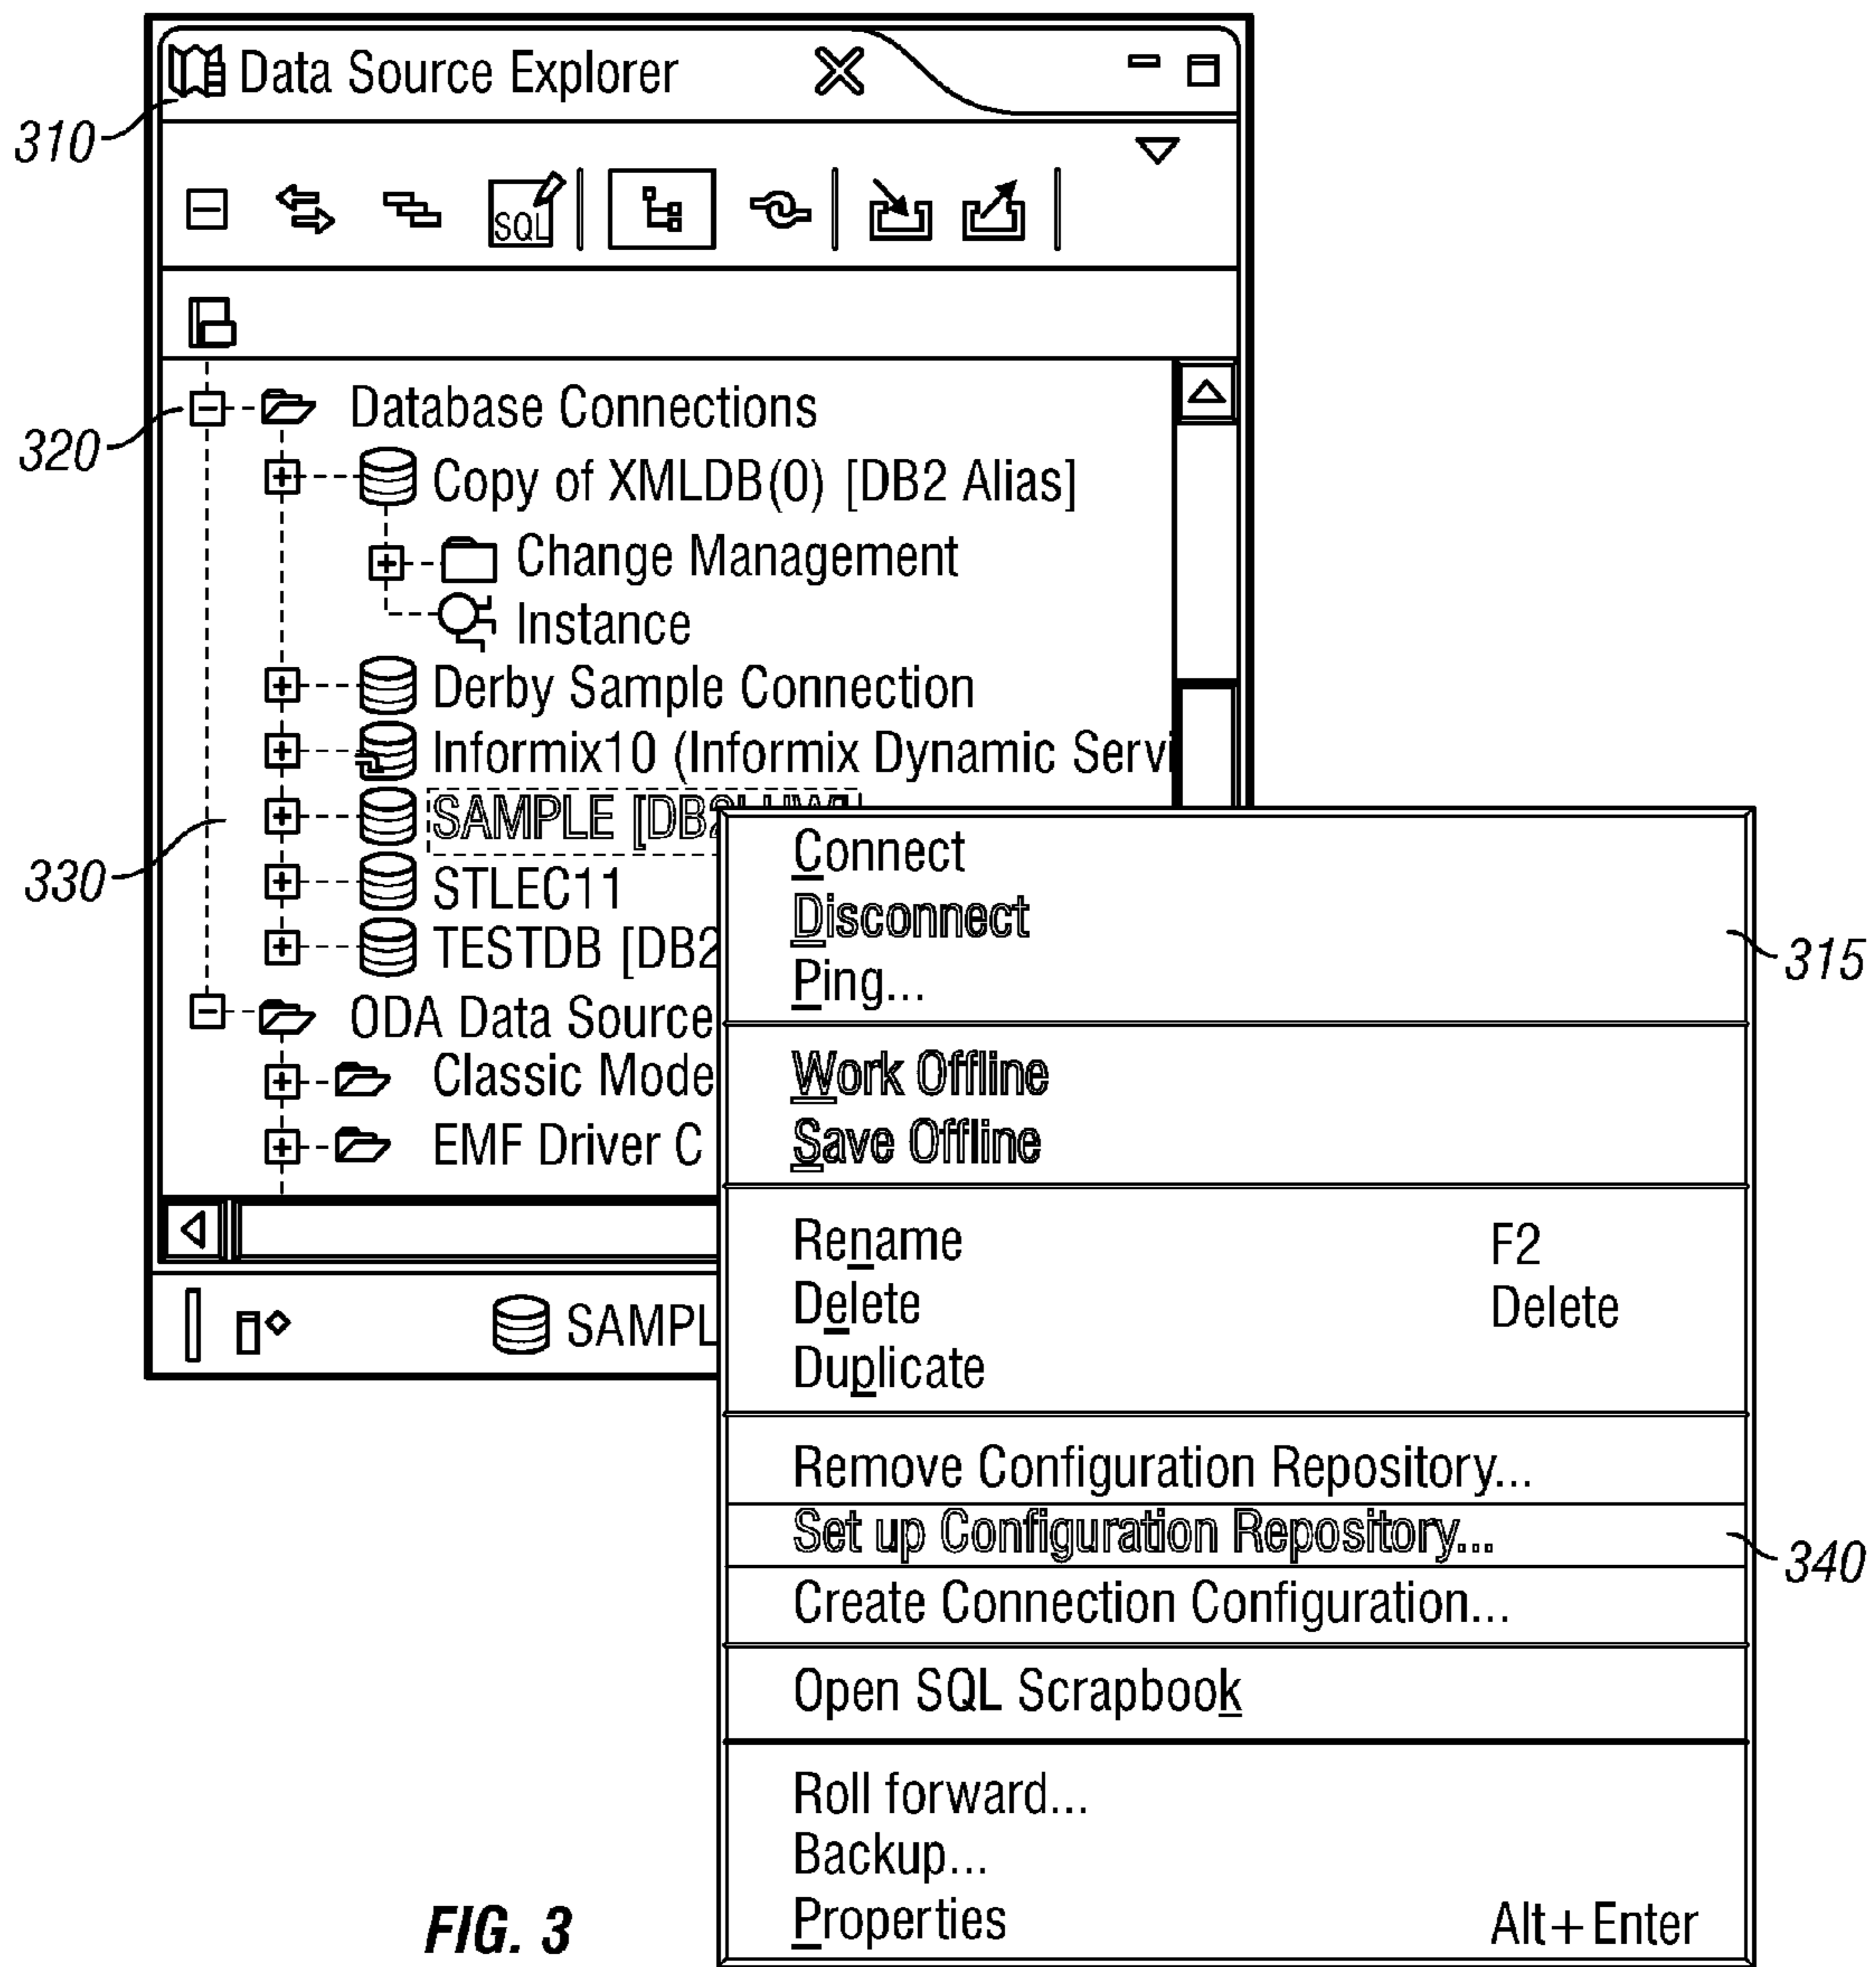 Data Source Explorer
310
SQL
Database Connections
320
Copy of XMLDB(0) [DB2 Alias]
Change Management
Instance
Derby Sample Connection
Informix10 (Informix Dynamic Servi
SAMPLE [DB2LUW]
330
STLEC11
TESTDB [DB2
ODA Data Source
Classic Mode
EMF Driver C
SAMPL
Connect
Disconnect
315
Ping...
Work Offline
Save Offline
Rename F2
Delete Delete
Duplicate
Remove Configuration Repository...
Set up Configuration Repository...
340
Create Connection Configuration...
Open SQL Scrapbook
Roll forward...
Backup...
Properties Alt+Enter
FIG. 3